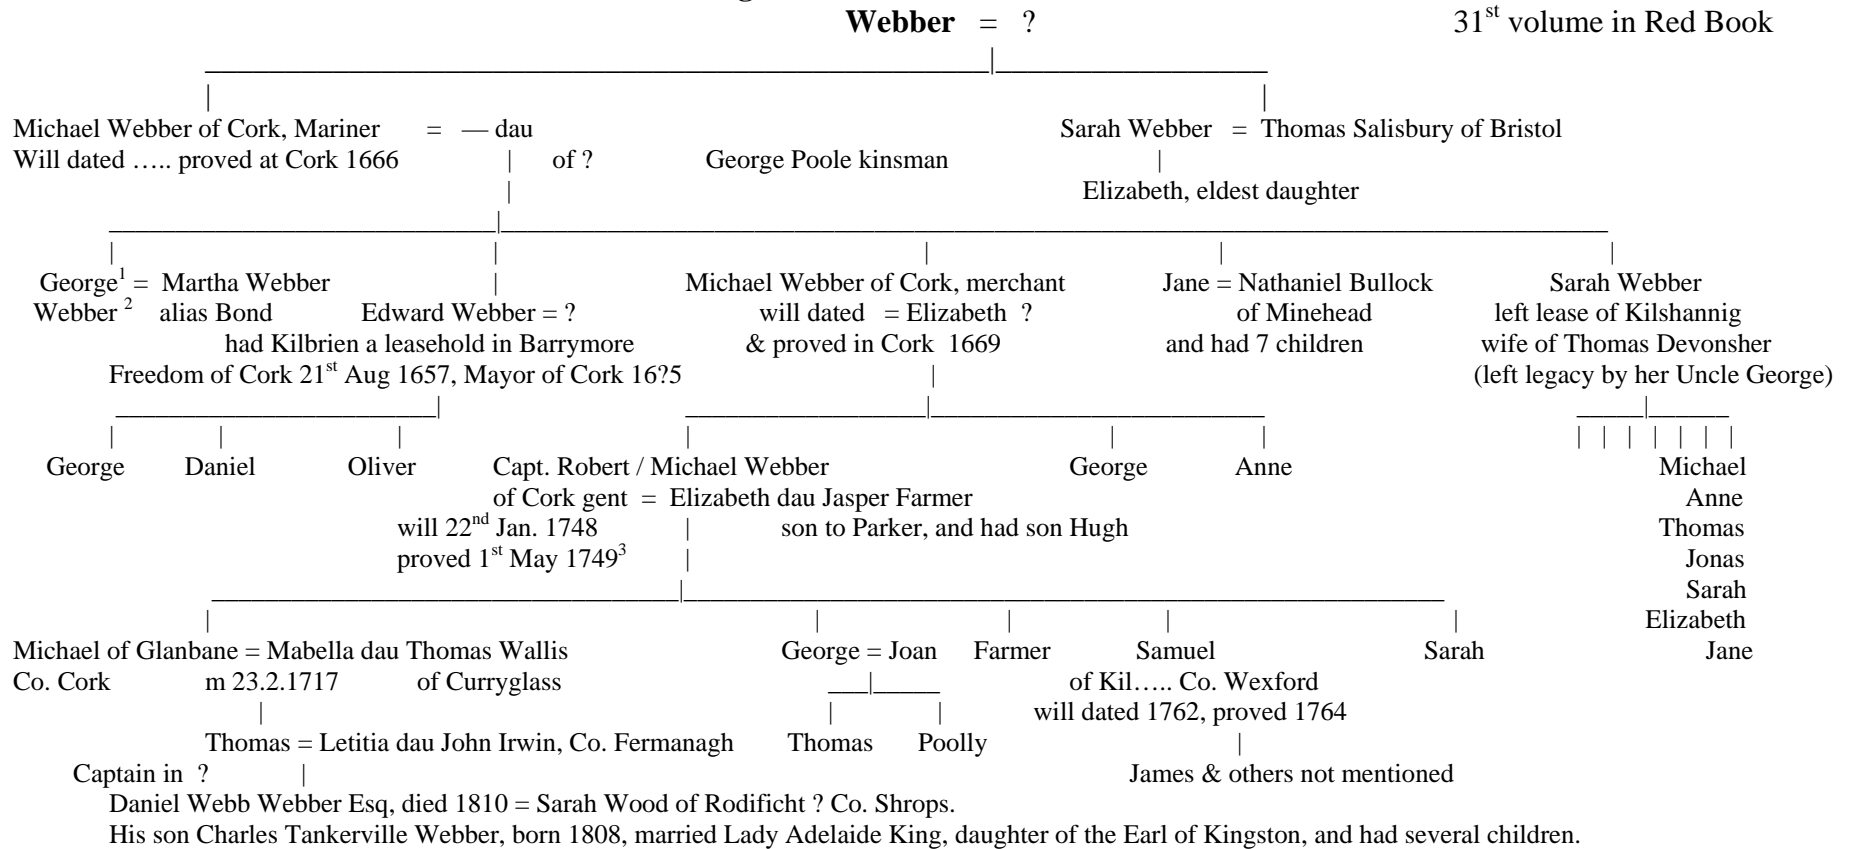 Webber = ? 31st volume in Red Book
Michael Webber of Cork, Mariner = — dau Sarah Webber = Thomas Salisbury of Bristol
Will dated ….. proved at Cork 1666 of ? George Poole kinsman
Elizabeth, eldest daughter
George1 = Martha Webber Michael Webber of Cork, merchant Jane = Nathaniel Bullock Sarah Webber
Webber 2 alias Bond Edward Webber = ? will dated = Elizabeth ? of Minehead left lease of Kilshannig
had Kilbrien a leasehold in Barrymore & proved in Cork 1669 and had 7 children wife of Thomas Devonsher
Freedom of Cork 21st Aug 1657, Mayor of Cork 16?5 (left legacy by her Uncle George)
George Daniel Oliver Capt. Robert / Michael Webber George Anne Michael
of Cork gent = Elizabeth dau Jasper Farmer Anne
will 22nd Jan. 1748 son to Parker, and had son Hugh Thomas
proved 1st May 17493 Jonas
Sarah
Elizabeth
Michael of Glanbane = Mabella dau Thomas Wallis George = Joan Farmer Samuel Sarah Jane
Co. Cork m 23.2.1717 of Curryglass of Kil….. Co. Wexford
will dated 1762, proved 1764
Thomas = Letitia dau John Irwin, Co. Fermanagh Thomas Poolly
Captain in ? James & others not mentioned
Daniel Webb Webber Esq, died 1810 = Sarah Wood of Rodificht ? Co. Shrops.
His son Charles Tankerville Webber, born 1808, married Lady Adelaide King, daughter of the Earl of Kingston, and had several children.